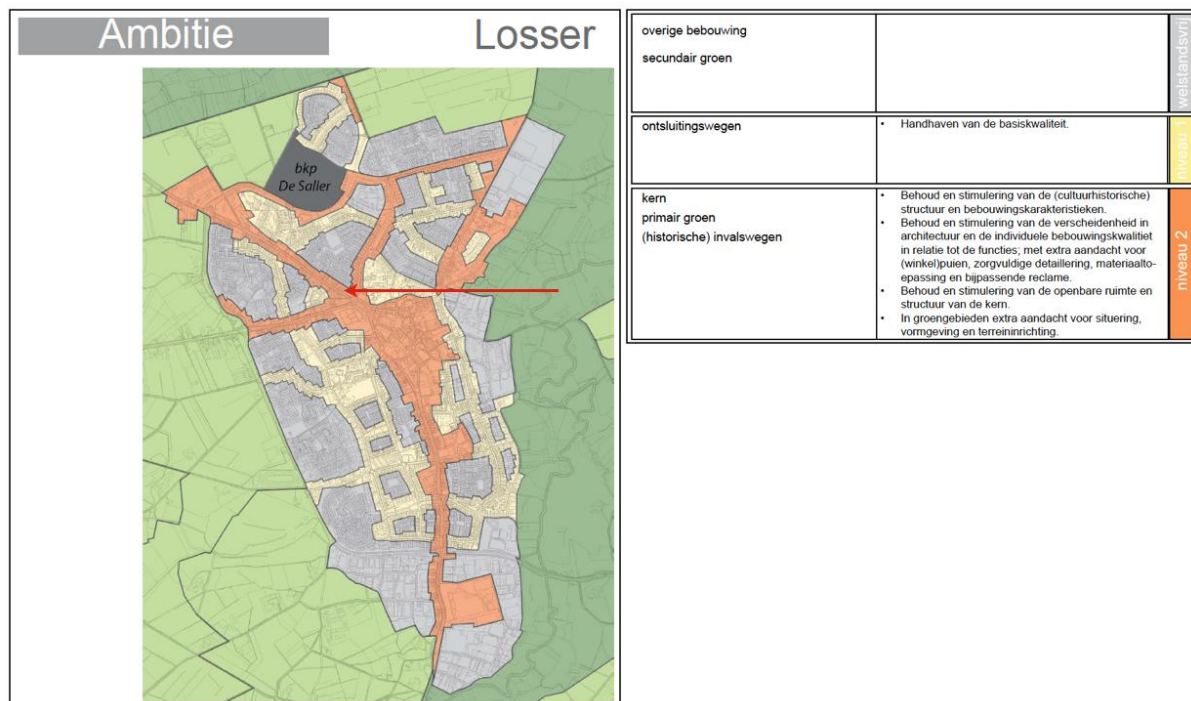 Ambitie
Losser
bkp
De Salier
overige bebouwing
secundair groen
welstandsvrij
ontsluitingswegen
• Handhaven van de basiskwaliteit.
niveau 1
kern
primair groen
(historische) invalswegen
• Behoud en stimulering van de (cultuurhistorische)
structuur en bebouwingskarakteristieken.
• Behoud en stimulering van de verscheidenheid in
architectuur en de individuele bebouwingskwalitiet
in relatie tot de functies; met extra aandacht voor
(winkel)puien, zorgvuldige detaillering, materiaalto-
epassing en bijpassende reclame.
• Behoud en stimulering van de openbare ruimte en
structuur van de kern.
• In groengebieden extra aandacht voor situering,
vormgeving en terreininrichting.
niveau 2